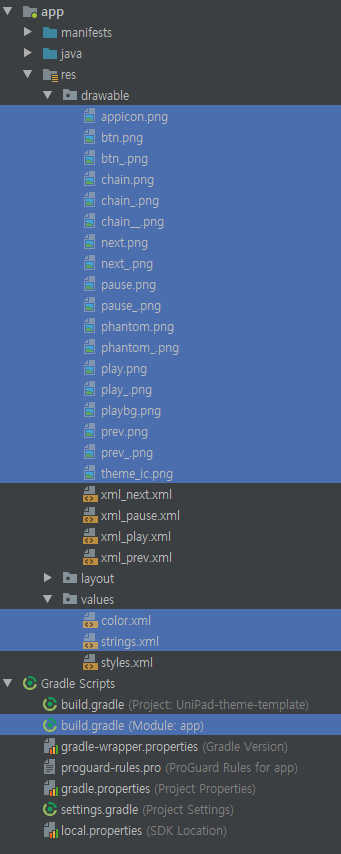 app
manifests
java
res
drawable
appicon.png
btn.png
btn_.png
chain.png
chain_.png
chain__.png
next.png
next_.png
pause.png
pause_.png
phantom.png
phantom_.png
play.png
play_.png
playbg.png
prev.png
prev_.png
theme_ic.png
xml_next.xml
xml_pause.xml
xml_play.xml
xml_prev.xml
layout
values
color.xml
strings.xml
styles.xml
Gradle Scripts
build.gradle (Project: UniPad-theme-template)
build.gradle (Module: app)
gradle-wrapper.properties (Gradle Version)
proguard-rules.pro (ProGuard Rules for app)
gradle.properties (Project Properties)
settings.gradle (Project Settings)
local.properties (SDK Location)